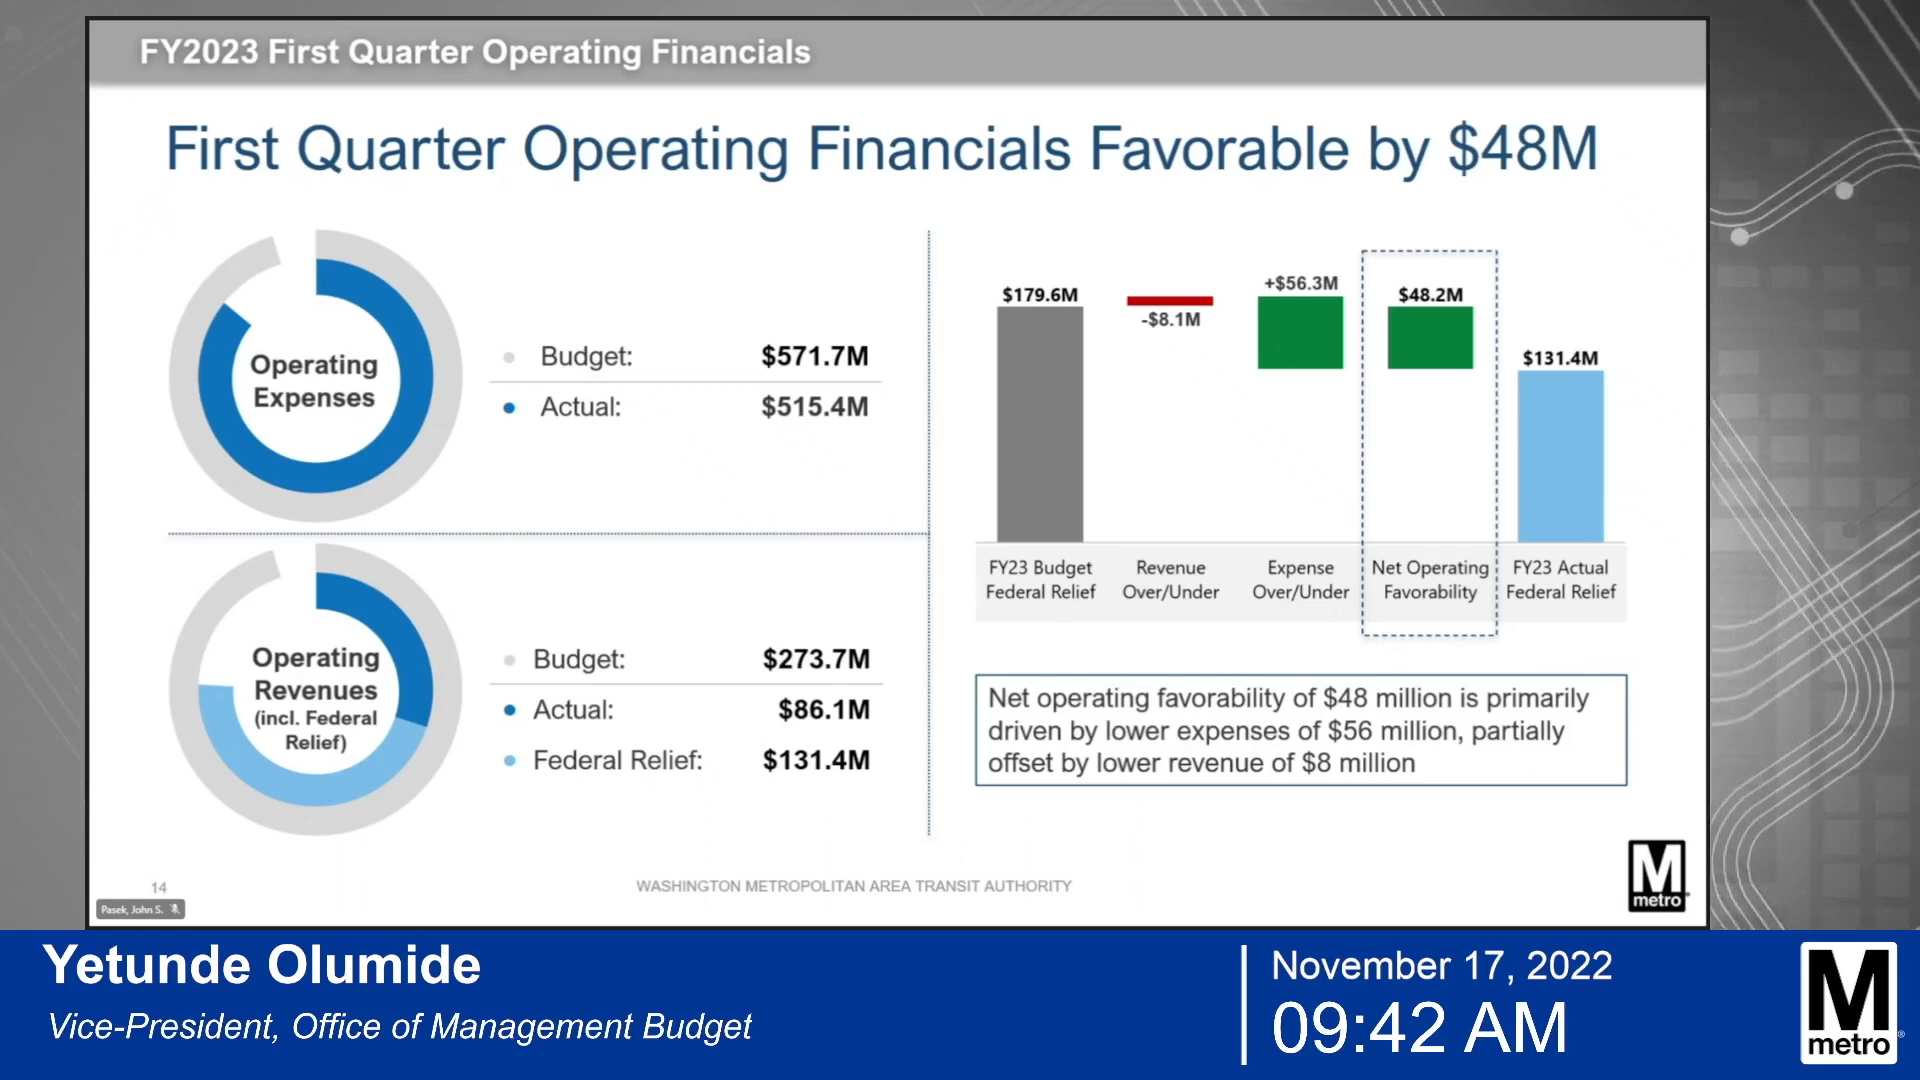 FY2023 First Quarter Operating Financials
First Quarter Operating Financials Favorable by $48M
Operating
Expenses
Budget: $571.7M
Actual: $515.4M
Operating
Revenues
(incl. Federal
Relief)
Budget: $273.7M
Actual: $86.1M
Federal Relief: $131.4M
$179.6M
-$8.1M
+$56.3M
$48.2M
$131.4M
FY23 Budget
Federal Relief
Revenue
Over/Under
Expense
Over/Under
Net Operating
Favorability
FY23 Actual
Federal Relief
Net operating favorability of $48 million is primarily
driven by lower expenses of $56 million, partially
offset by lower revenue of $8 million
14
WASHINGTON METROPOLITAN AREA TRANSIT AUTHORITY
M
metro
Pasek, John S.
Yetunde Olumide
Vice-President, Office of Management Budget
November 17, 2022
09:42 AM
M
metro®